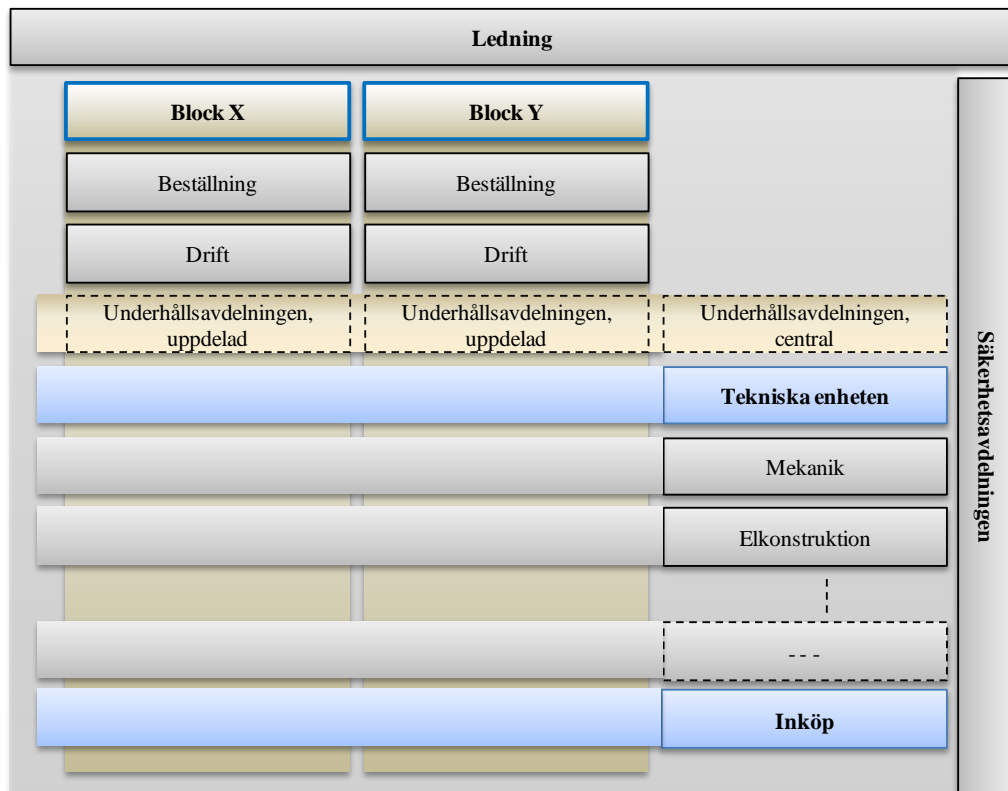 Ledning
Block X
Block Y
Beställning
Beställning
Drift
Drift
Underhållsavdelningen,
uppdelad
Underhållsavdelningen,
uppdelad
Underhållsavdelningen,
central
Tekniska enheten
Mekanik
Elkonstruktion
- - -
Inköp
Säkerhetsavdelningen